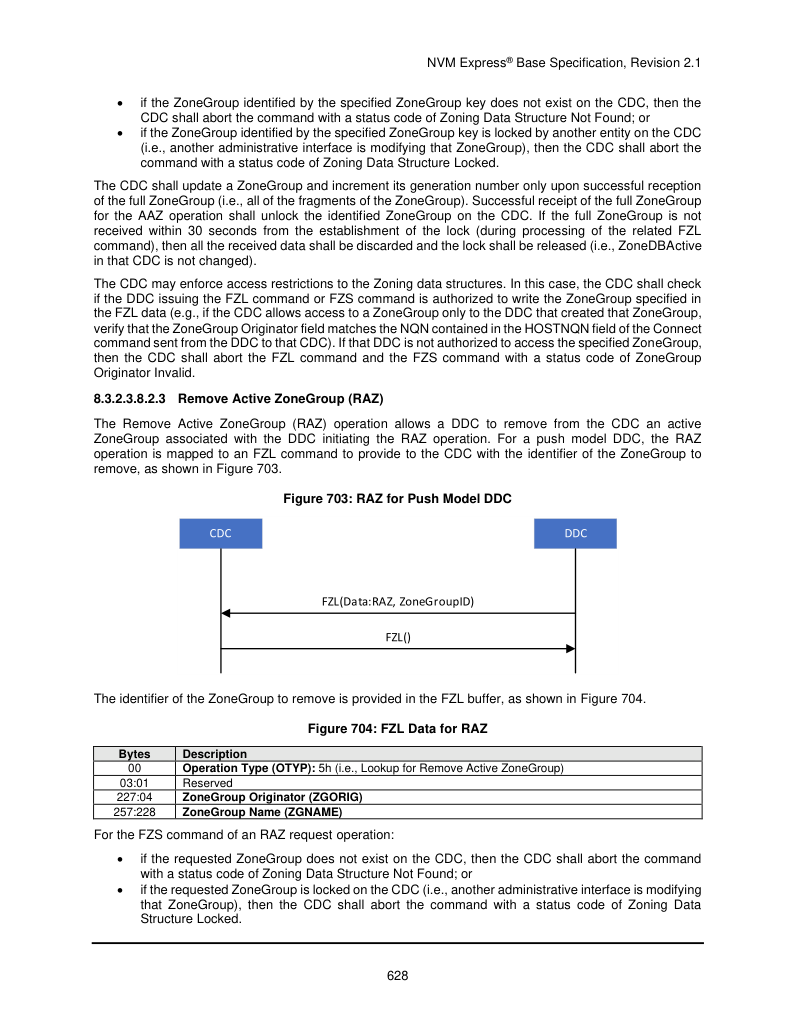 NVM Express® Base Specification, Revision 2.1
• if the ZoneGroup identified by the specified ZoneGroup key does not exist on the CDC, then the
CDC shall abort the command with a status code of Zoning Data Structure Not Found; or
• if the ZoneGroup identified by the specified ZoneGroup key is locked by another entity on the CDC
(i.e., another administrative interface is modifying that ZoneGroup), then the CDC shall abort the
command with a status code of Zoning Data Structure Locked.
The CDC shall update a ZoneGroup and increment its generation number only upon successful reception
of the full ZoneGroup (i.e., all of the fragments of the ZoneGroup). Successful receipt of the full ZoneGroup
for the AAZ operation shall unlock the identified ZoneGroup on the CDC. If the full ZoneGroup is not
received within 30 seconds from the establishment of the lock (during processing of the related FZL
command), then all the received data shall be discarded and the lock shall be released (i.e., ZoneDBActive
in that CDC is not changed).
The CDC may enforce access restrictions to the Zoning data structures. In this case, the CDC shall check
if the DDC issuing the FZL command or FZS command is authorized to write the ZoneGroup specified in
the FZL data (e.g., if the CDC allows access to a ZoneGroup only to the DDC that created that ZoneGroup,
verify that the ZoneGroup Originator field matches the NQN contained in the HOSTNQN field of the Connect
command sent from the DDC to that CDC). If that DDC is not authorized to access the specified ZoneGroup,
then the CDC shall abort the FZL command and the FZS command with a status code of ZoneGroup
Originator Invalid.
8.3.2.3.8.2.3 Remove Active ZoneGroup (RAZ)
The Remove Active ZoneGroup (RAZ) operation allows a DDC to remove from the CDC an active
ZoneGroup associated with the DDC initiating the RAZ operation. For a push model DDC, the RAZ
operation is mapped to an FZL command to provide to the CDC with the identifier of the ZoneGroup to
remove, as shown in Figure 703.
Figure 703: RAZ for Push Model DDC
CDC DDC
FZL(Data:RAZ, ZoneGroupID)
FZL()
The identifier of the ZoneGroup to remove is provided in the FZL buffer, as shown in Figure 704.
Figure 704: FZL Data for RAZ
Bytes Description
00 Operation Type (OTYP): 5h (i.e., Lookup for Remove Active ZoneGroup)
03:01 Reserved
227:04 ZoneGroup Originator (ZGORIG)
257:228 ZoneGroup Name (ZGNAME)
For the FZS command of an RAZ request operation:
• if the requested ZoneGroup does not exist on the CDC, then the CDC shall abort the command
with a status code of Zoning Data Structure Not Found; or
• if the requested ZoneGroup is locked on the CDC (i.e., another administrative interface is modifying
that ZoneGroup), then the CDC shall abort the command with a status code of Zoning Data
Structure Locked.
628